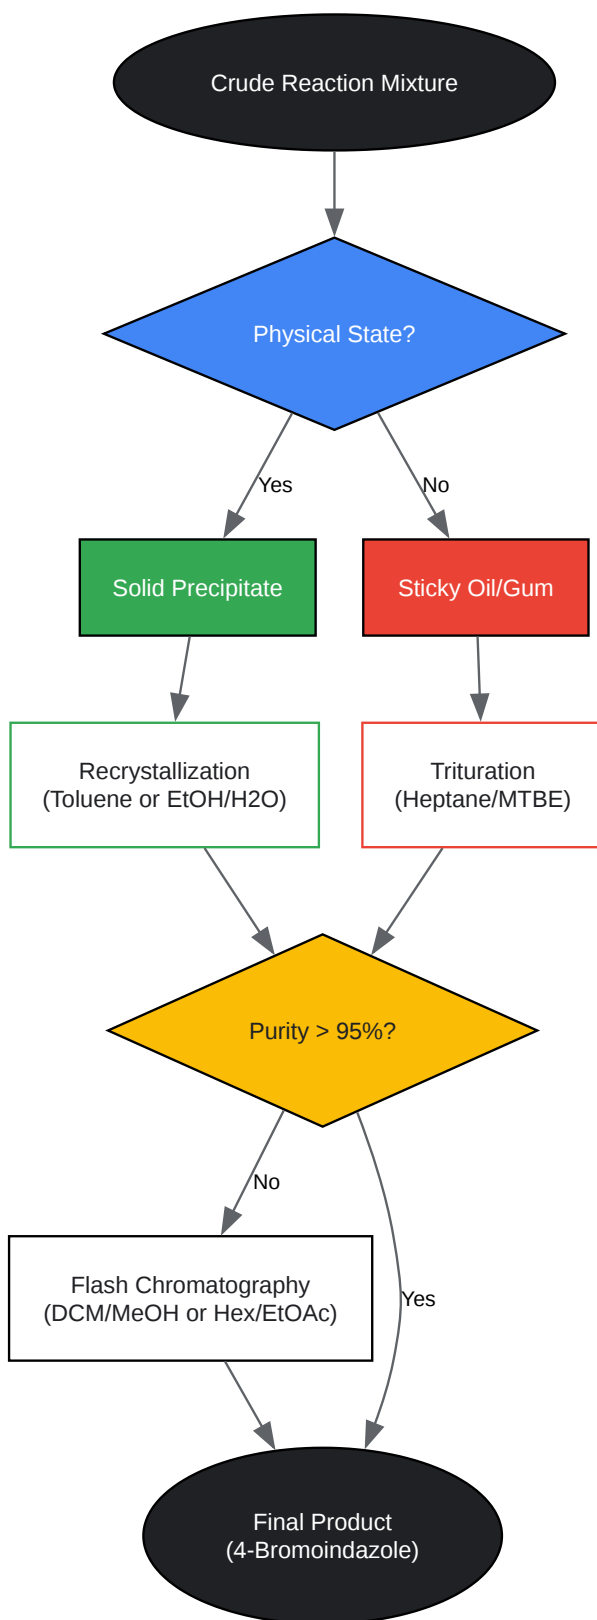 Crude Reaction Mixture
Physical State?
Yes
No
Solid Precipitate
Sticky Oil/Gum
Recrystallization
(Toluene or EtOH/H2O)
Trituration
(Heptane/MTBE)
Purity > 95%?
No
Flash Chromatography
(DCM/MeOH or Hex/EtOAc)
Yes
Final Product
(4-Bromoindazole)